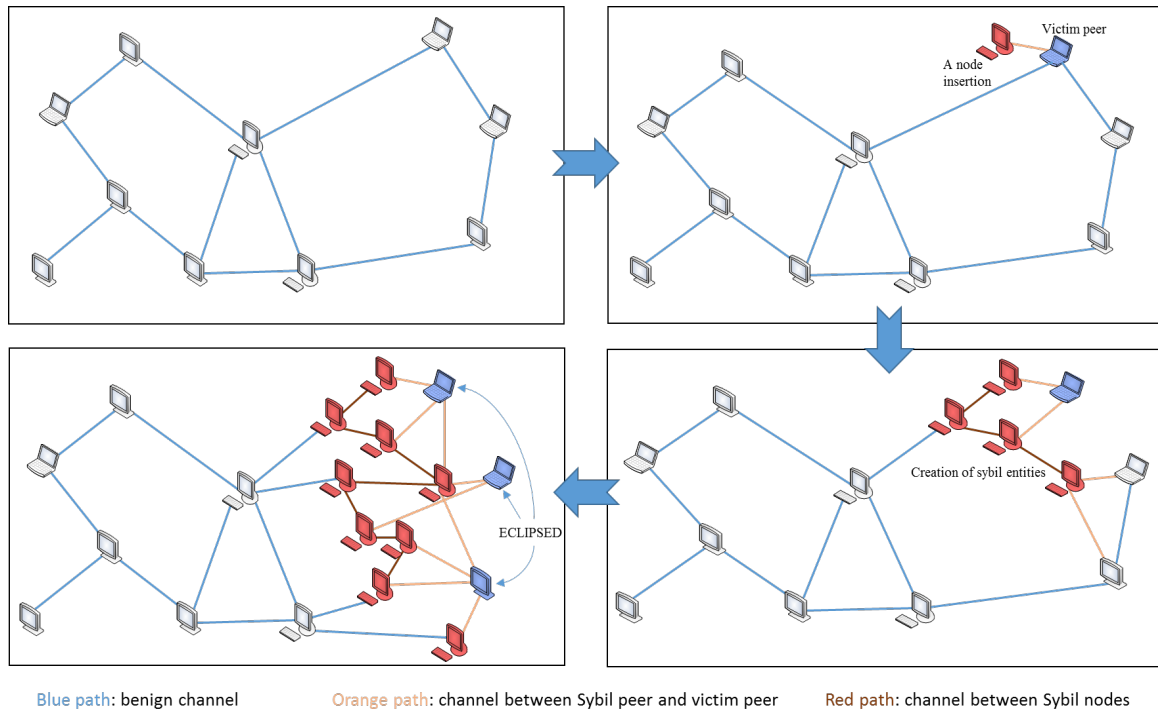 Victim peer
A node
insertion
Creation of sybil entities
ECLIPSED
Blue path: benign channel
Orange path: channel between Sybil peer and victim peer
Red path: channel between Sybil nodes